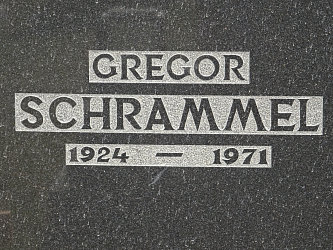 GREGOR
SCHRAMMEL
1924 — 1971